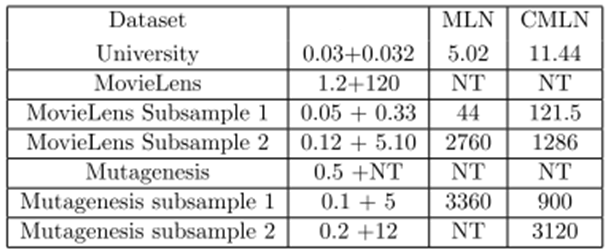 Dataset MLN CMLN
University 0.03+0.032 5.02 11.44
MovieLens 1.2+120 NT NT
MovieLens Subsample 1 0.05 + 0.33 44 121.5
MovieLens Subsample 2 0.12 + 5.10 2760 1286
Mutagenesis 0.5 +NT NT NT
Mutagenesis subsample 1 0.1 + 5 3360 900
Mutagenesis subsample 2 0.2 +12 NT 3120